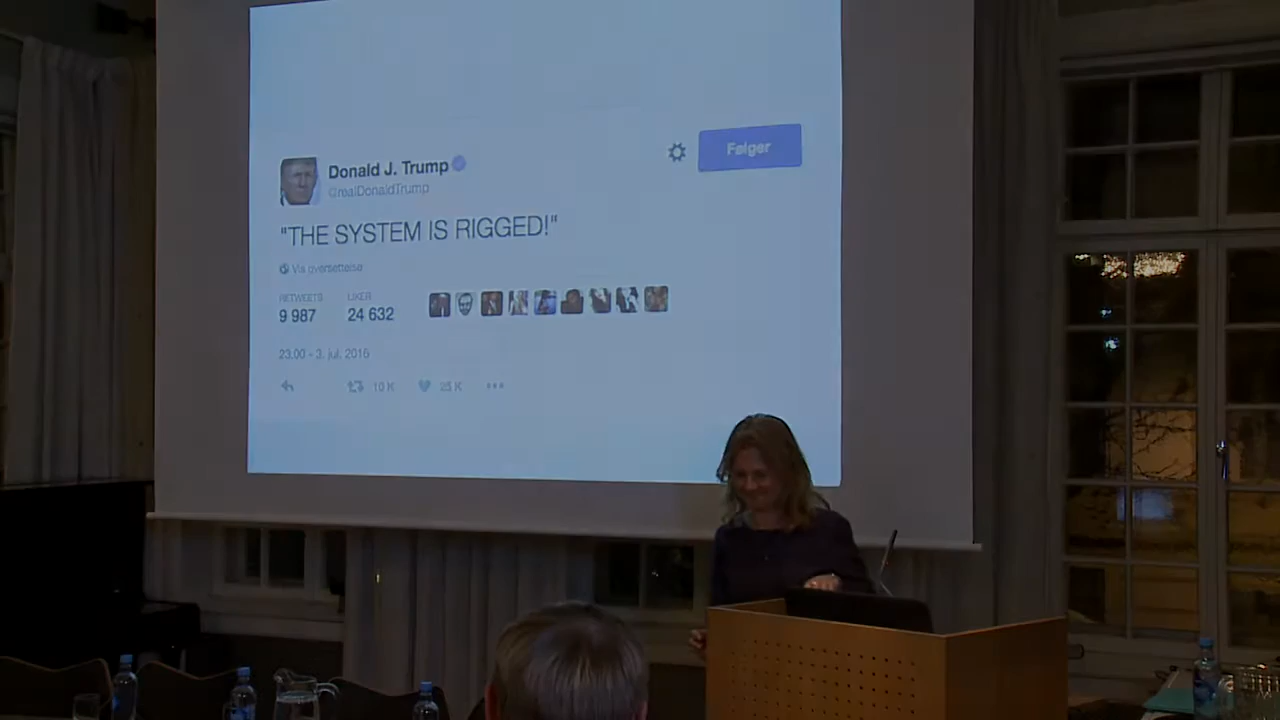 Donald J. Trump
@realDonaldTrump
Følger
"THE SYSTEM IS RIGGED!"
Vis oversettelse
RETWEETS LIKER
9 987 24 632
23.00 - 3. jul. 2016
10 K 25 K